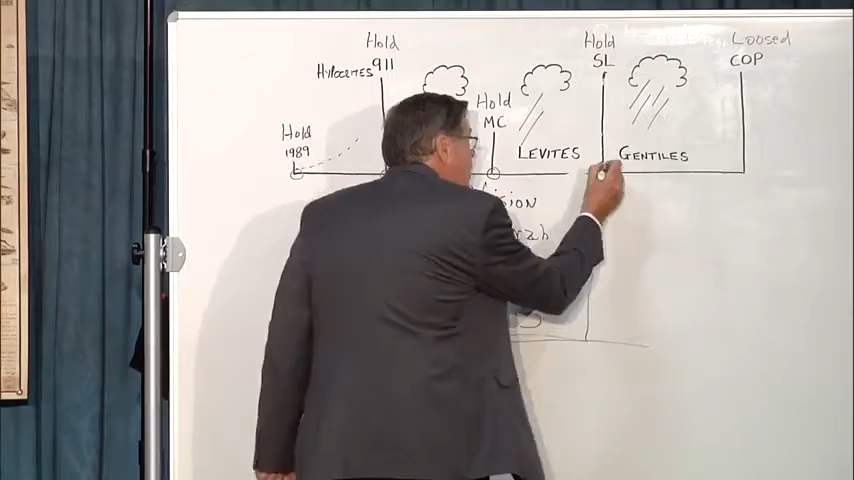 Hold
911
HYPOCRITES
Hold
1989
Hold
MC
LEVITES
Hold
SL
GENTILES
Loosed
COP